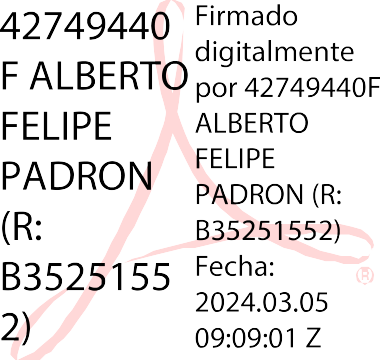 42749440
F ALBERTO
FELIPE
PADRON
(R:
B3525155
2)
Firmado
digitalmente
por 42749440F
ALBERTO
FELIPE
PADRON (R:
B35251552)
Fecha:
2024.03.05
09:09:01 Z
®